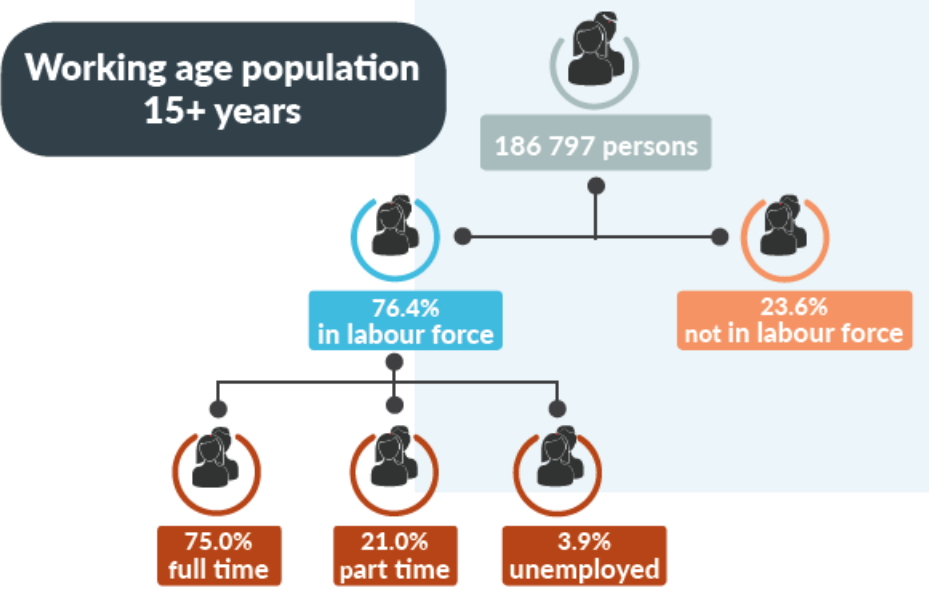 Working age population
15+ years
186 797 persons
76.4%
in labour force
23.6%
not in labour force
75.0%
full time
21.0%
part time
3.9%
unemployed